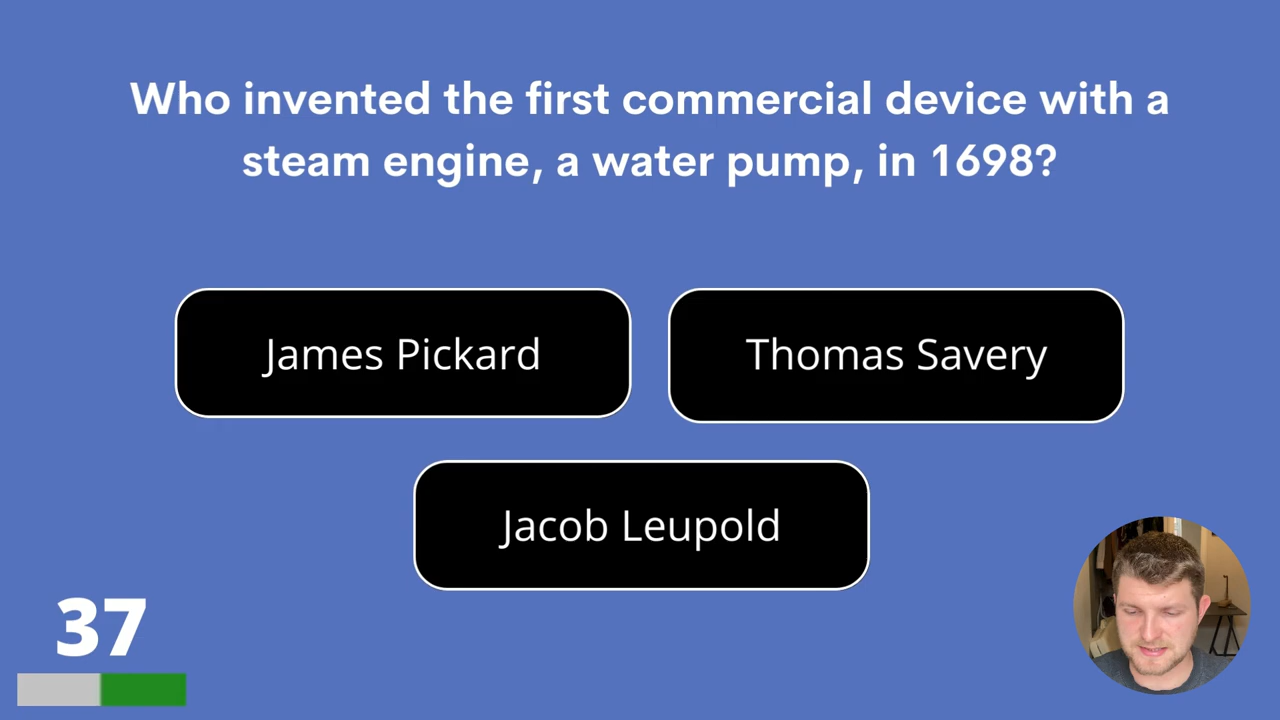 Who invented the first commercial device with a
steam engine, a water pump, in 1698?
James Pickard
Thomas Savery
Jacob Leupold
37